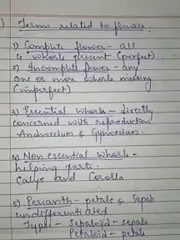 Terms related to flowers
1) Complete flower - all
4 whorls present (perfect)
2) Incomplete flower - any
one or more whorls missing
(imperfect)
3) Essential whorls - directly
concerned with reproduction
Androecium & Gynoecium
4) Non essential whorls -
helping part.
Calyx and Corolla
5) Perianth - petals & Sepals
undifferentiated
Types - Sepaloid - sepals
Petaloid - petals